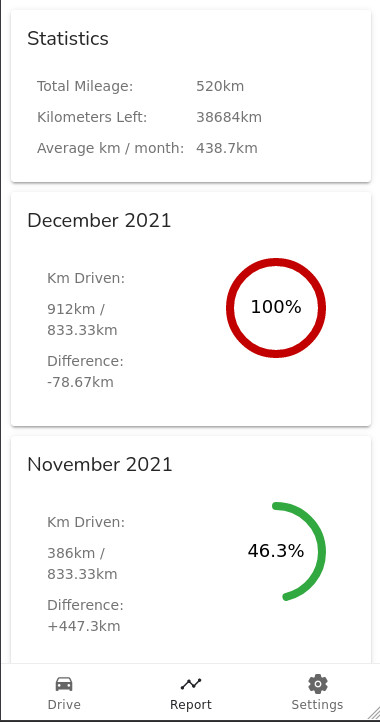 Statistics
Total Mileage: 520km
Kilometers Left: 38684km
Average km / month: 438.7km
December 2021
Km Driven:
912km /
833.33km
Difference:
-78.67km
100%
November 2021
Km Driven:
386km /
833.33km
Difference:
+447.3km
46.3%
Drive Report Settings